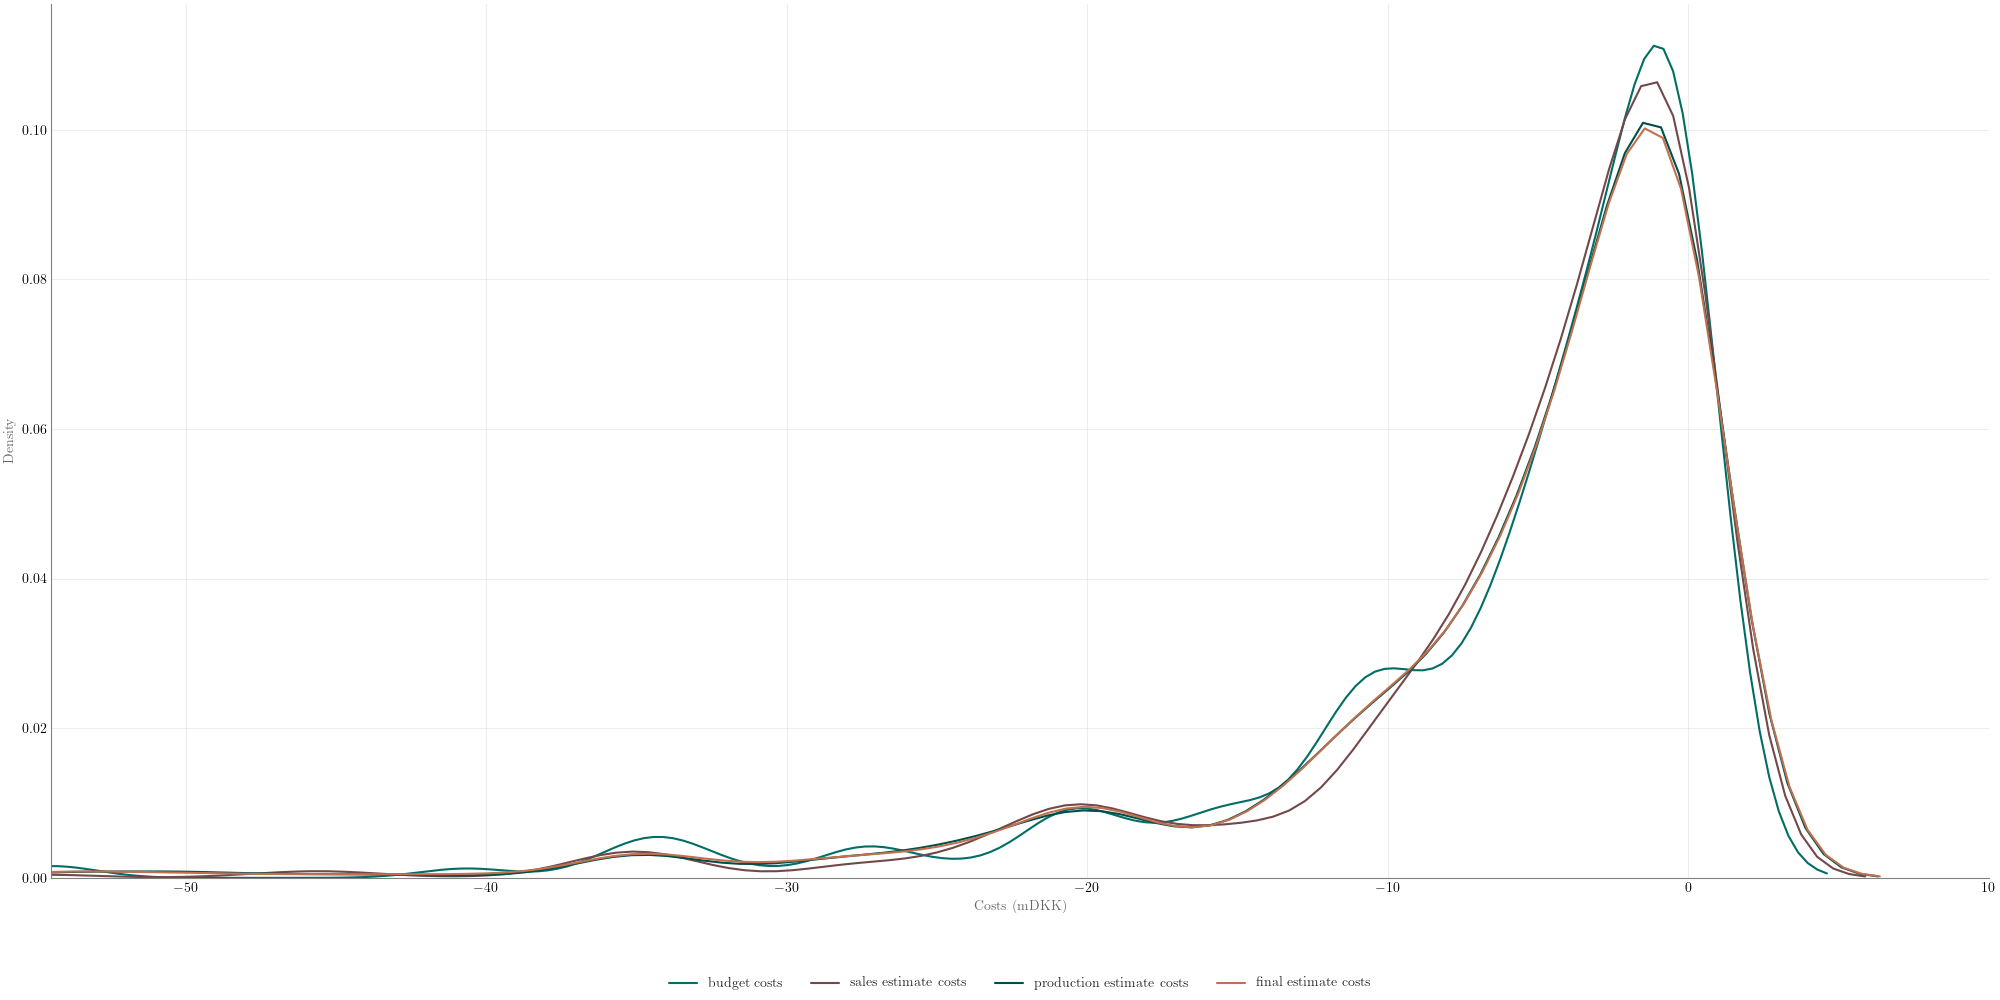 0.10
0.08
0.06
0.04
0.02
0.00
Density
−50 −40 −30 −20 −10 0 10
Costs (mDKK)
budget costs sales estimate costs production estimate costs final estimate costs